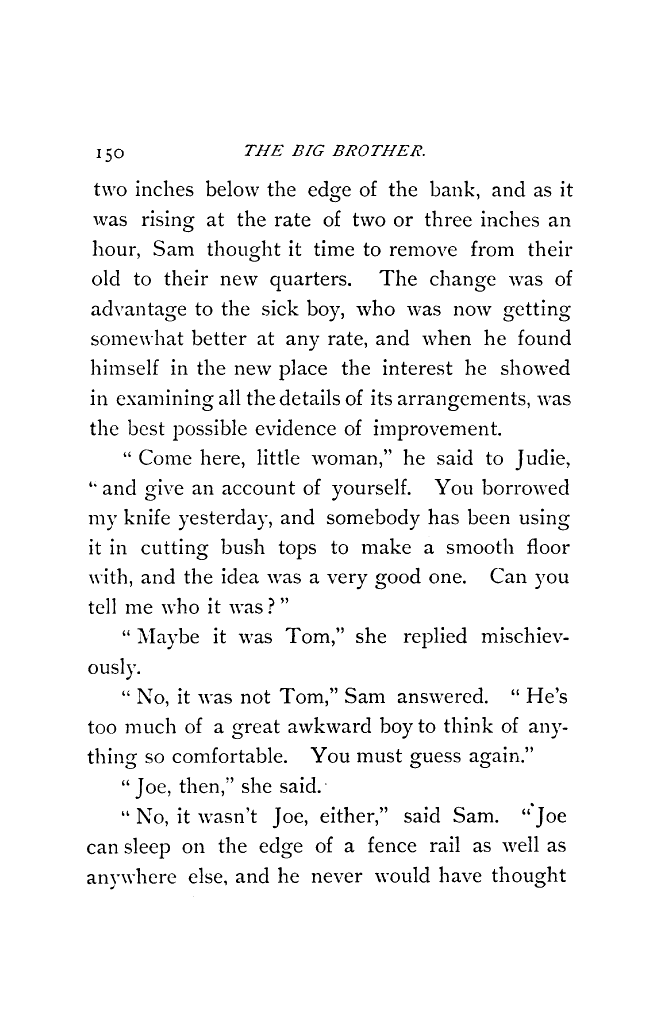 150 THE BIG BROTHER.
two inches below the edge of the bank, and as it
was rising at the rate of two or three inches an
hour, Sam thought it time to remove from their
old to their new quarters. The change was of
advantage to the sick boy, who was now getting
somewhat better at any rate, and when he found
himself in the new place the interest he showed
in examining all the details of its arrangements, was
the best possible evidence of improvement.
“ Come here, little woman,” he said to Judie,
“ and give an account of yourself. You borrowed
my knife yesterday, and somebody has been using
it in cutting bush tops to make a smooth floor
with, and the idea was a very good one. Can you
tell me who it was? ”
“ Maybe it was Tom,” she replied mischiev-
ously.
“ No, it was not Tom,” Sam answered. “ He's
too much of a great awkward boy to think of any-
thing so comfortable. You must guess again.”
“ Joe, then,” she said.
“ No, it wasn't Joe, either,” said Sam. “ Joe
can sleep on the edge of a fence rail as well as
anywhere else, and he never would have thought